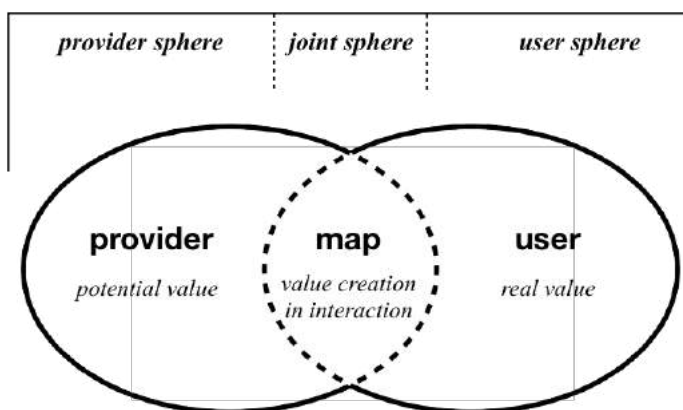 provider sphere joint sphere user sphere
provider map user
potential value value creation real value
in interaction